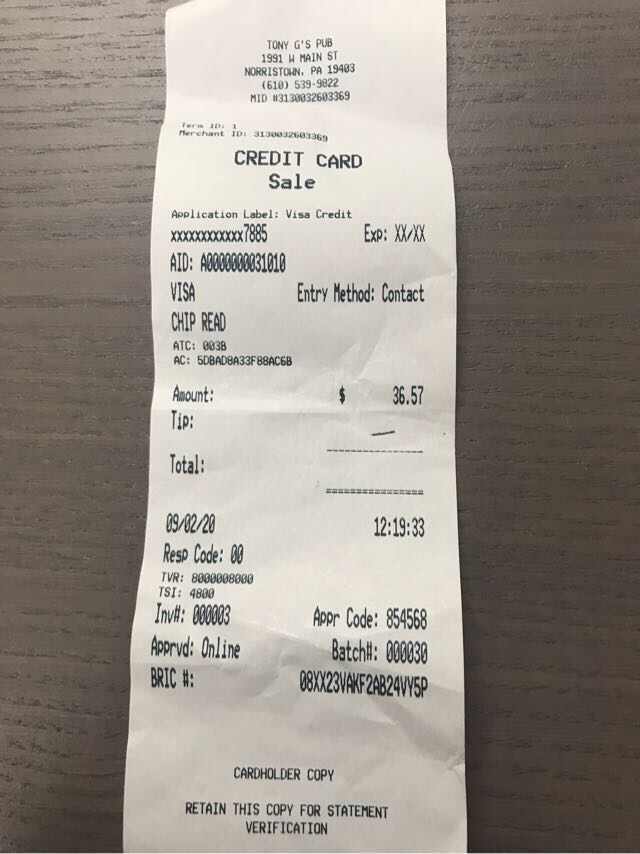 TONY G'S PUB
1991 W MAIN ST
NORRISTOWN, PA 19403
(610) 539-9822
MID #3130032603369
Term ID: 1
Merchant ID: 3130032603369
CREDIT CARD
Sale
Application Label: Visa Credit
xxxxxxxxxxxx7885 Exp: XX/XX
AID: A0000000031010
VISA Entry Method: Contact
CHIP READ
ATC: 003B
AC: 5DBAD8A33F88AC6B
Amount: $ 36.57
Tip: —
Total:
09/02/20 12:19:33
Resp Code: 00
TVR: 8000008000
TSI: 4800
Inv#: 000003 Appr Code: 854568
Apprvd: Online Batch#: 000030
BRIC #: 08XX23VAKF2AB24VY5P
CARDHOLDER COPY
RETAIN THIS COPY FOR STATEMENT
VERIFICATION